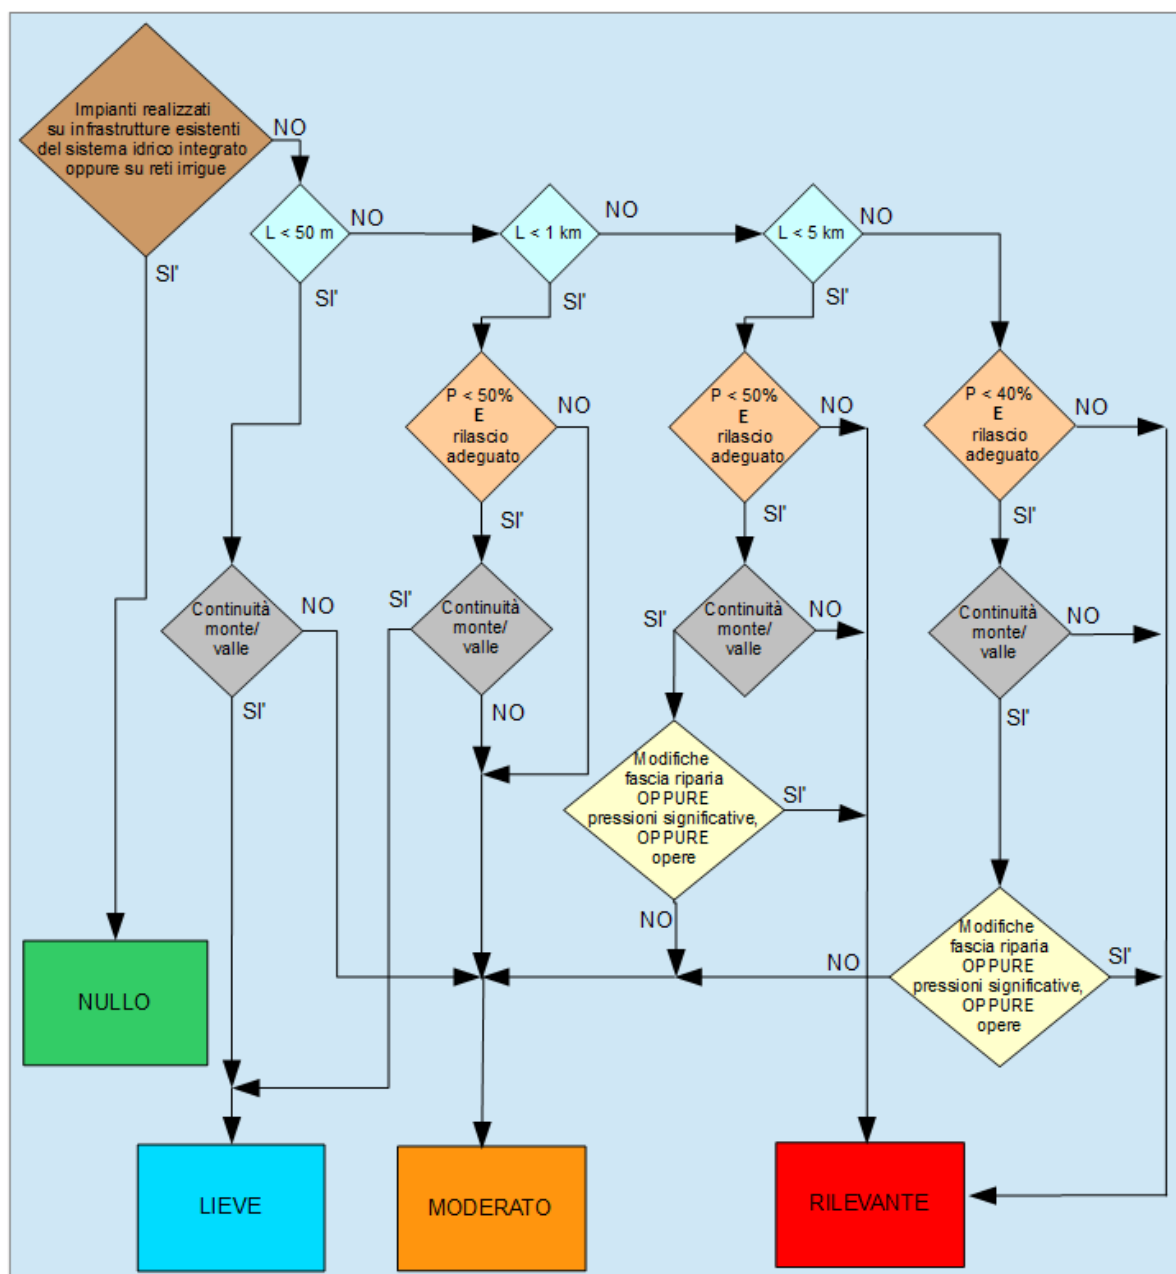 Impianti realizzati
su infrastrutture esistenti
del sistema idrico integrato
oppure su reti irrigue
NO
SI'
L < 50 m
NO
SI'
L < 1 km
NO
SI'
L < 5 km
NO
SI'
P < 50%
E
rilascio
adeguato
NO
SI'
P < 50%
E
rilascio
adeguato
NO
SI'
P < 40%
E
rilascio
adeguato
NO
SI'
Continuità
monte/
valle
NO
SI'
Continuità
monte/
valle
SI'
NO
Continuità
monte/
valle
SI'
NO
Continuità
monte/
valle
NO
SI'
Modifiche
fascia riparia
OPPURE
pressioni significative,
OPPURE
opere
SI'
NO
Modifiche
fascia riparia
OPPURE
pressioni significative,
OPPURE
opere
NO
SI'
NULLO
LIEVE
MODERATO
RILEVANTE